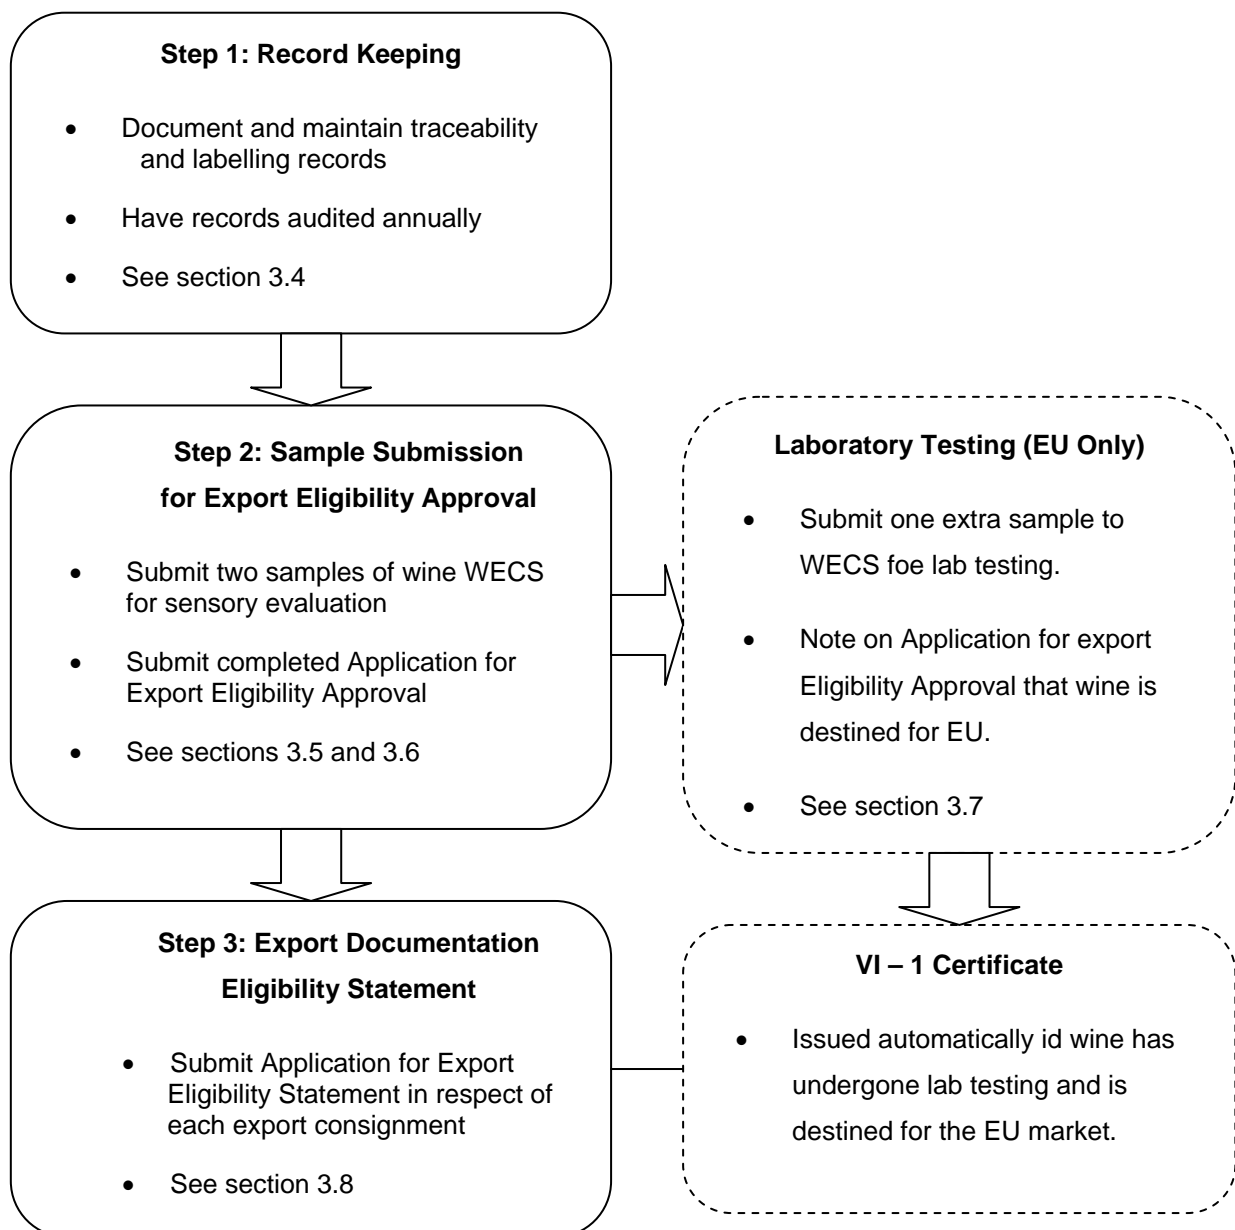 Step 1: Record Keeping
• Document and maintain traceability
and labelling records
• Have records audited annually
• See section 3.4
Step 2: Sample Submission
for Export Eligibility Approval
• Submit two samples of wine WECS
for sensory evaluation
• Submit completed Application for
Export Eligibility Approval
• See sections 3.5 and 3.6
Laboratory Testing (EU Only)
• Submit one extra sample to
WECS foe lab testing.
• Note on Application for export
Eligibility Approval that wine is
destined for EU.
• See section 3.7
Step 3: Export Documentation
Eligibility Statement
• Submit Application for Export
Eligibility Statement in respect of
each export consignment
• See section 3.8
VI – 1 Certificate
• Issued automatically id wine has
undergone lab testing and is
destined for the EU market.